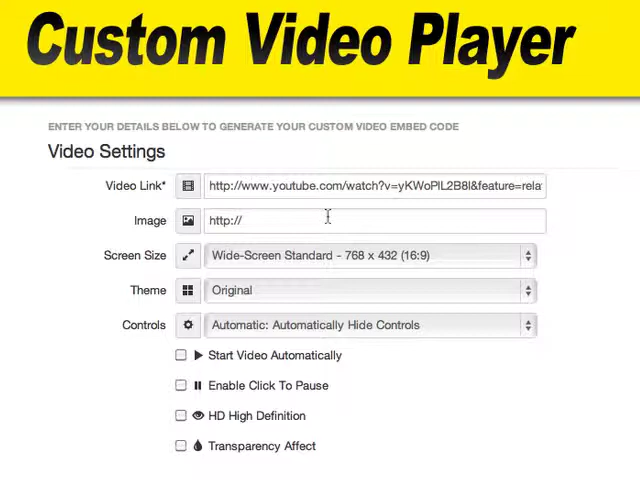 Custom Video Player
ENTER YOUR DETAILS BELOW TO GENERATE YOUR CUSTOM VIDEO EMBED CODE
Video Settings
Video Link* http://www.youtube.com/watch?v=yKWoPlL2B8I&feature=rela
Image http://
Screen Size Wide-Screen Standard - 768 x 432 (16:9)
Theme Original
Controls Automatic: Automatically Hide Controls
Start Video Automatically
Enable Click To Pause
HD High Definition
Transparency Affect